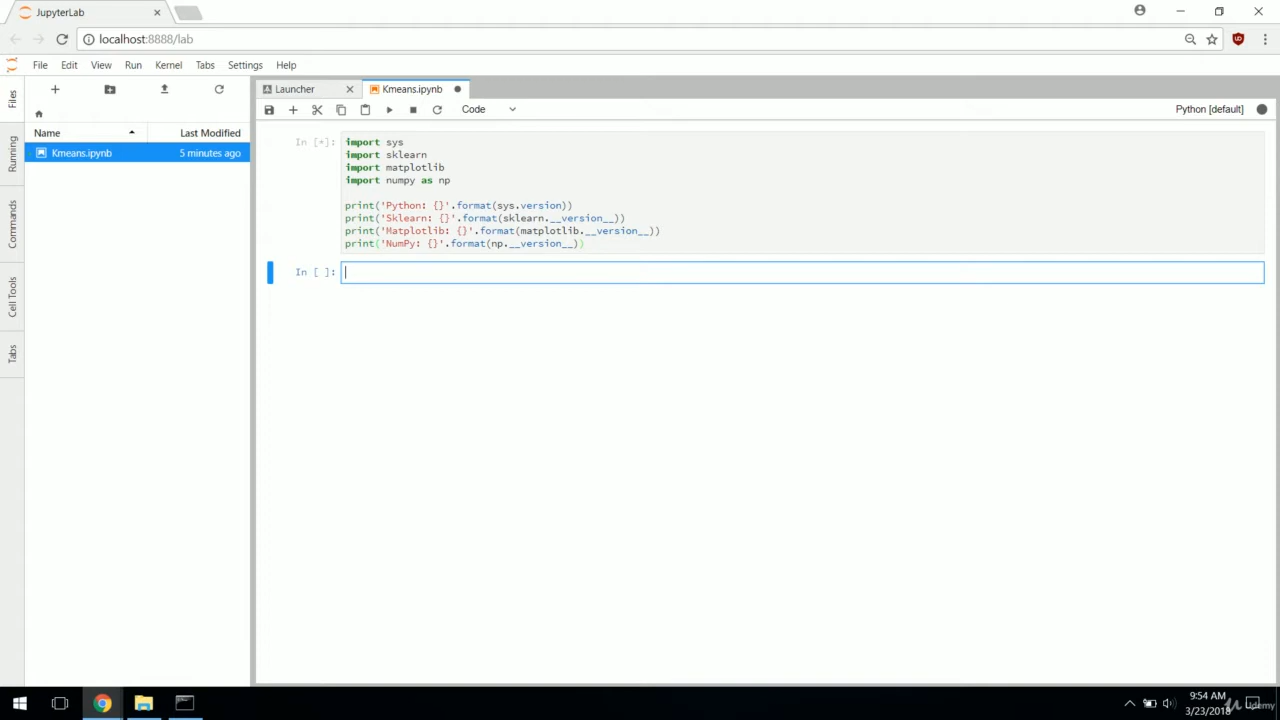 JupyterLab
localhost:8888/lab
File Edit View Run Kernel Tabs Settings Help
Files
Running
Commands
Cell Tools
Tabs
Name Last Modified
Kmeans.ipynb 5 minutes ago
Launcher
Kmeans.ipynb
Code
Python [default]
In [*]:
import sys
import sklearn
import matplotlib
import numpy as np
print('Python: {}'.format(sys.version))
print('Sklearn: {}'.format(sklearn.__version__))
print('Matplotlib: {}'.format(matplotlib.__version__))
print('NumPy: {}'.format(np.__version__))
In [ ]:
9:54 AM
3/23/2018
Udemy